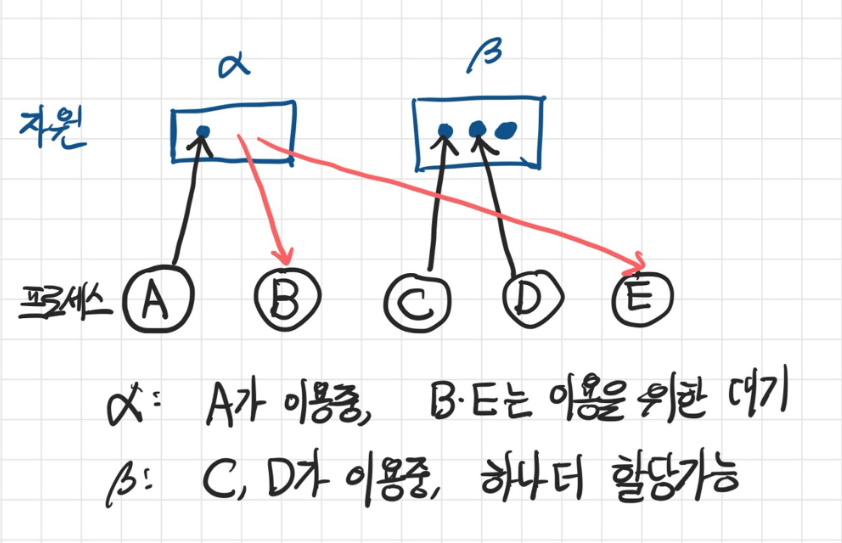 α β
자원
프로세스 A B C D E
α: A가 이용중, B·E는 이용을 위한 대기
β: C, D가 이용중, 하나 더 할당가능